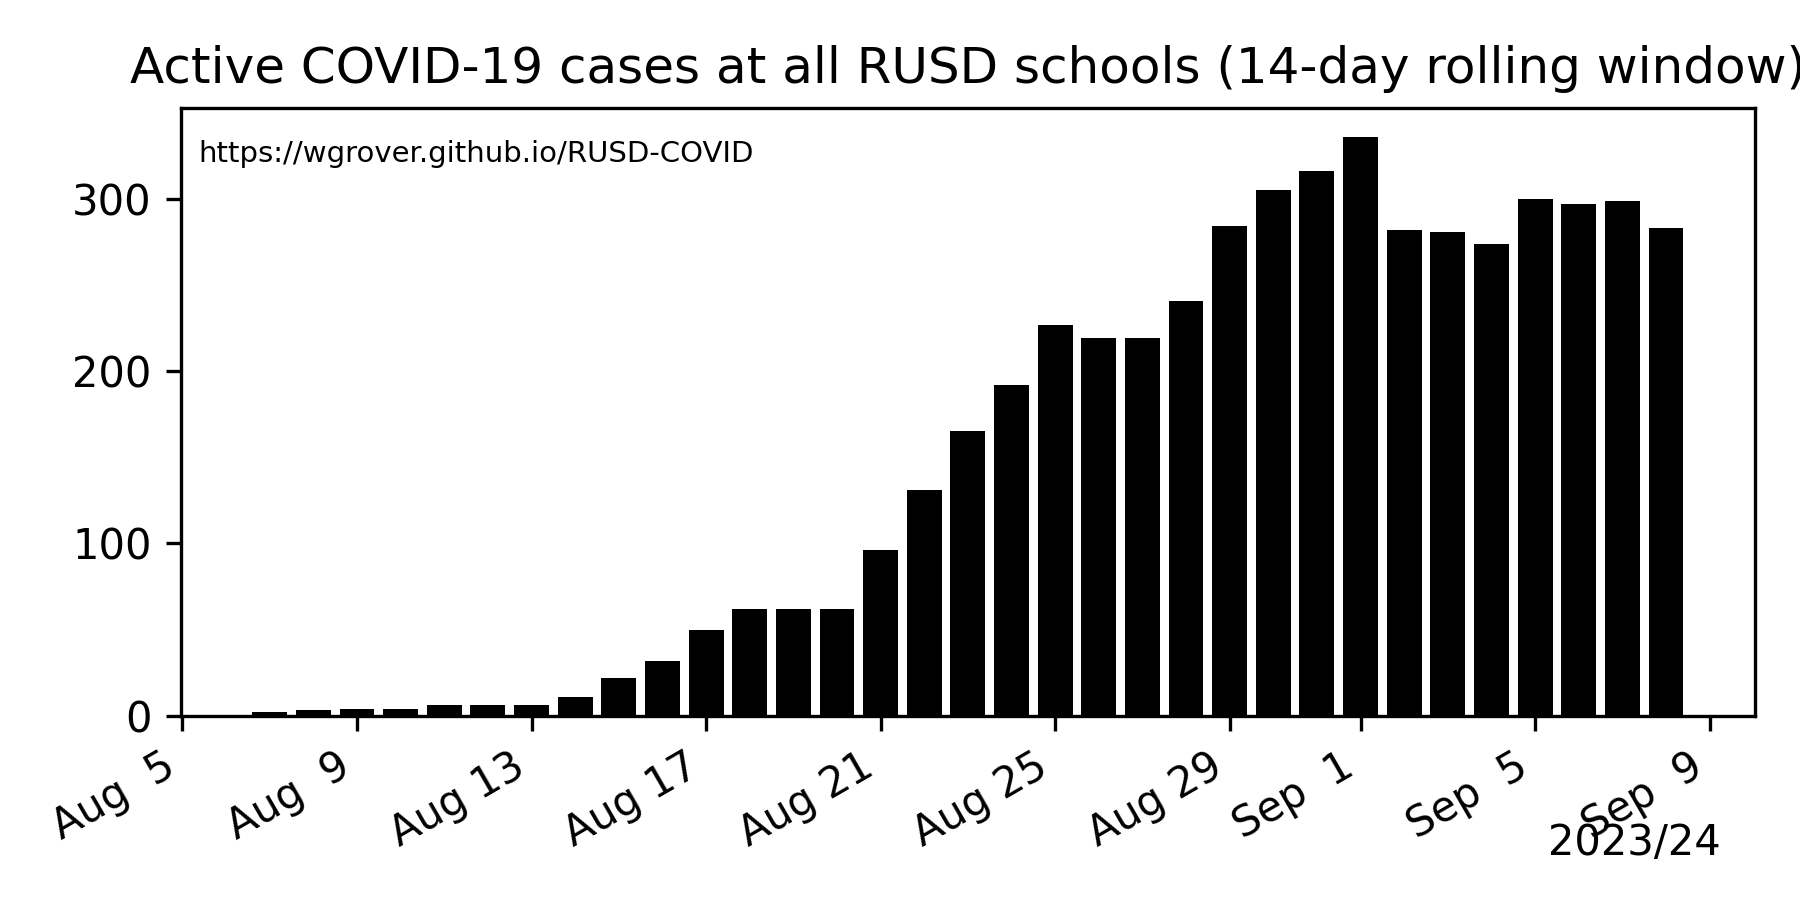 Active COVID-19 cases at all RUSD schools (14-day rolling window)
https://wgrover.github.io/RUSD-COVID
300
200
100
0
Aug 5
Aug 9
Aug 13
Aug 17
Aug 21
Aug 25
Aug 29
Sep 1
Sep 5
Sep 9
2023/24